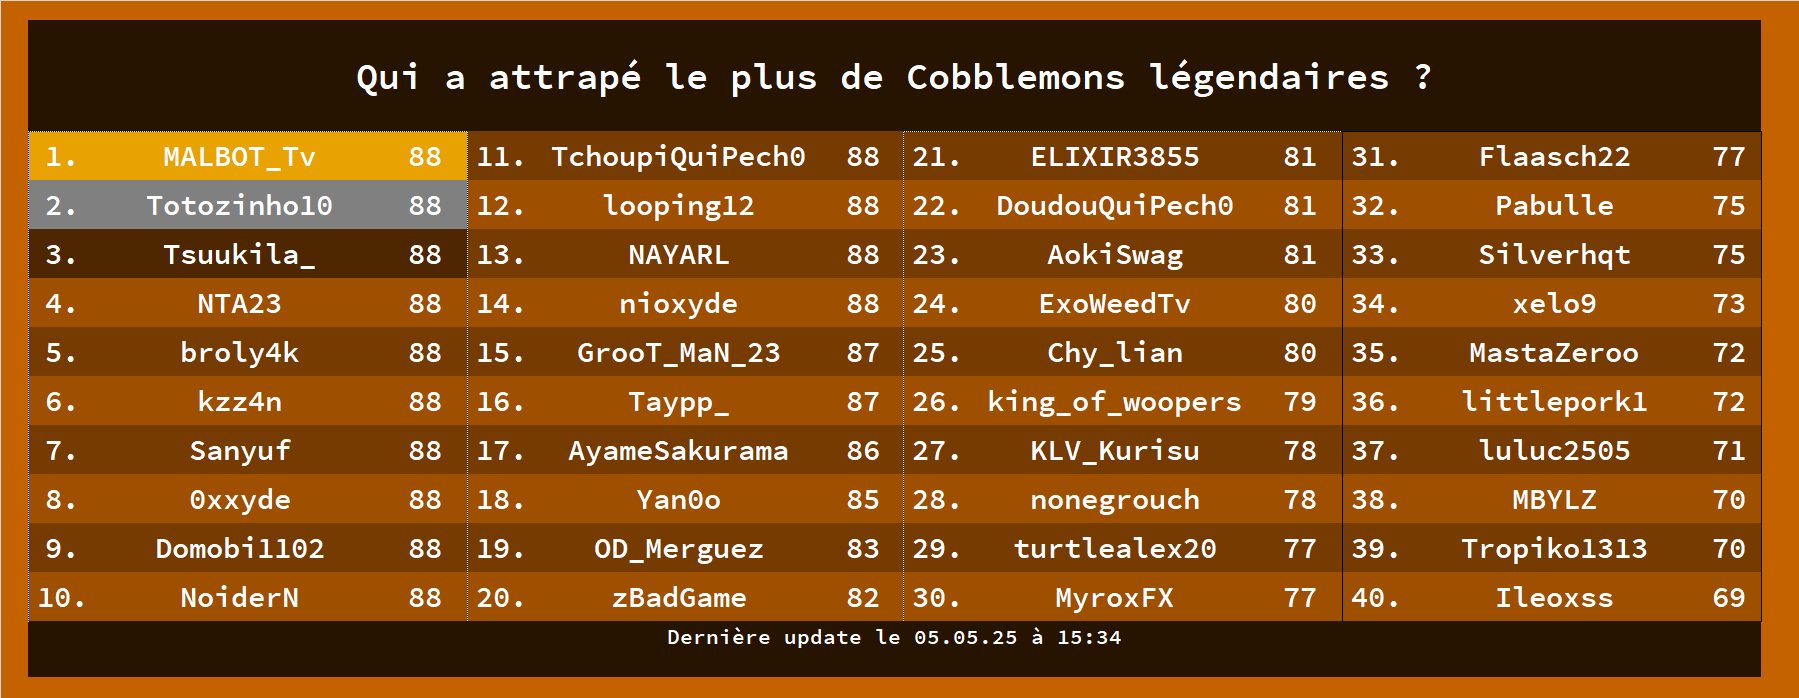 Qui a attrapé le plus de Cobblemons légendaires ?
1. MALBOT_Tv 88
2. Totozinho10 88
3. Tsuukila_ 88
4. NTA23 88
5. broly4k 88
6. kzz4n 88
7. Sanyuf 88
8. 0xxyde 88
9. Domobi1102 88
10. NoiderN 88
11. TchoupiQuiPech0 88
12. looping12 88
13. NAYARL 88
14. nioxyde 88
15. GrooT_MaN_23 87
16. Taypp_ 87
17. AyameSakurama 86
18. Yan0o 85
19. OD_Merguez 83
20. zBadGame 82
21. ELIXIR3855 81
22. DoudouQuiPech0 81
23. AokiSwag 81
24. ExoWeedTv 80
25. Chy_lian 80
26. king_of_woopers 79
27. KLV_Kurisu 78
28. nonegrouch 78
29. turtlealex20 77
30. MyroxFX 77
31. Flaasch22 77
32. Pabulle 75
33. Silverhqt 75
34. xelo9 73
35. MastaZeroo 72
36. littlepork1 72
37. luluc2505 71
38. MBYLZ 70
39. Tropiko1313 70
40. Ileoxss 69
Dernière update le 05.05.25 à 15:34